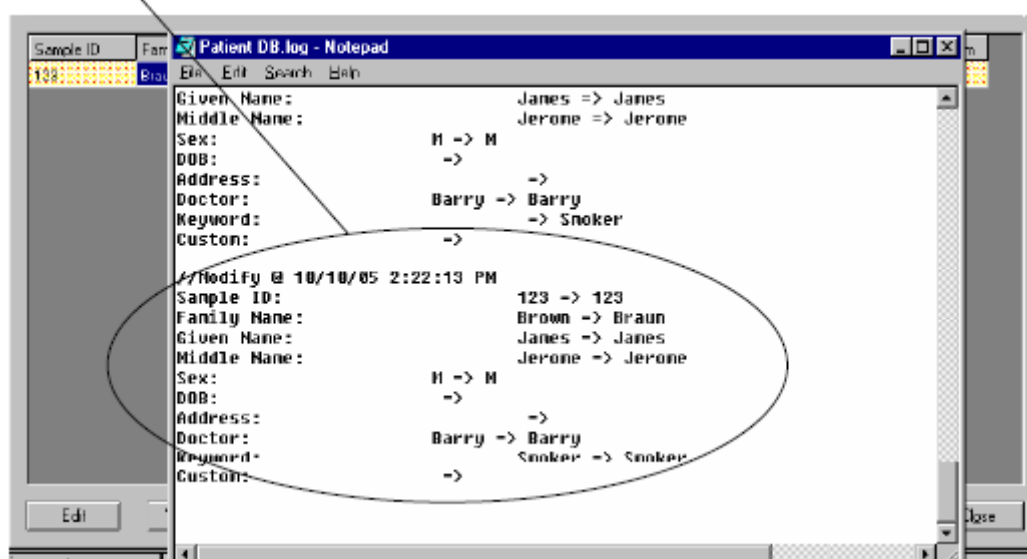 Patient DB.log - Notepad
Sample ID Fam
123 Brau
File Edit Search Help
Given Name: James => James
Middle Name: Jerome => Jerome
Sex: M -> M
DOB: ->
Address: ->
Doctor: Barry -> Barry
Keyword: -> Smoker
Custom: ->
//Modify @ 10/10/05 2:22:13 PM
Sample ID: 123 -> 123
Family Name: Brown -> Braun
Given Name: James -> James
Middle Name: Jerome -> Jerome
Sex: M -> M
DOB: ->
Address: ->
Doctor: Barry -> Barry
Keyword: Smoker -> Smoker
Custom: ->
Edit
Close